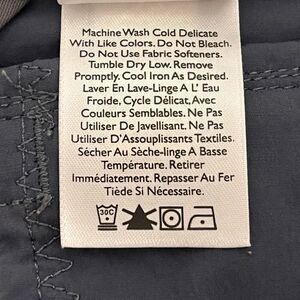 Machine Wash Cold Delicate
With Like Colors. Do Not Bleach.
Do Not Use Fabric Softeners.
Tumble Dry Low. Remove
Promptly. Cool Iron As Desired.
Laver En Lave-Linge A L' Eau
Froide, Cycle Délicat, Avec
Couleurs Semblables. Ne Pas
Utiliser De Javellisant. Ne Pas
Utiliser D'Assouplissants Textiles.
Sécher Au Sèche-linge A Basse
Température. Retirer
Immédiatement. Repasser Au Fer
Tiède Si Nécessaire.
30C